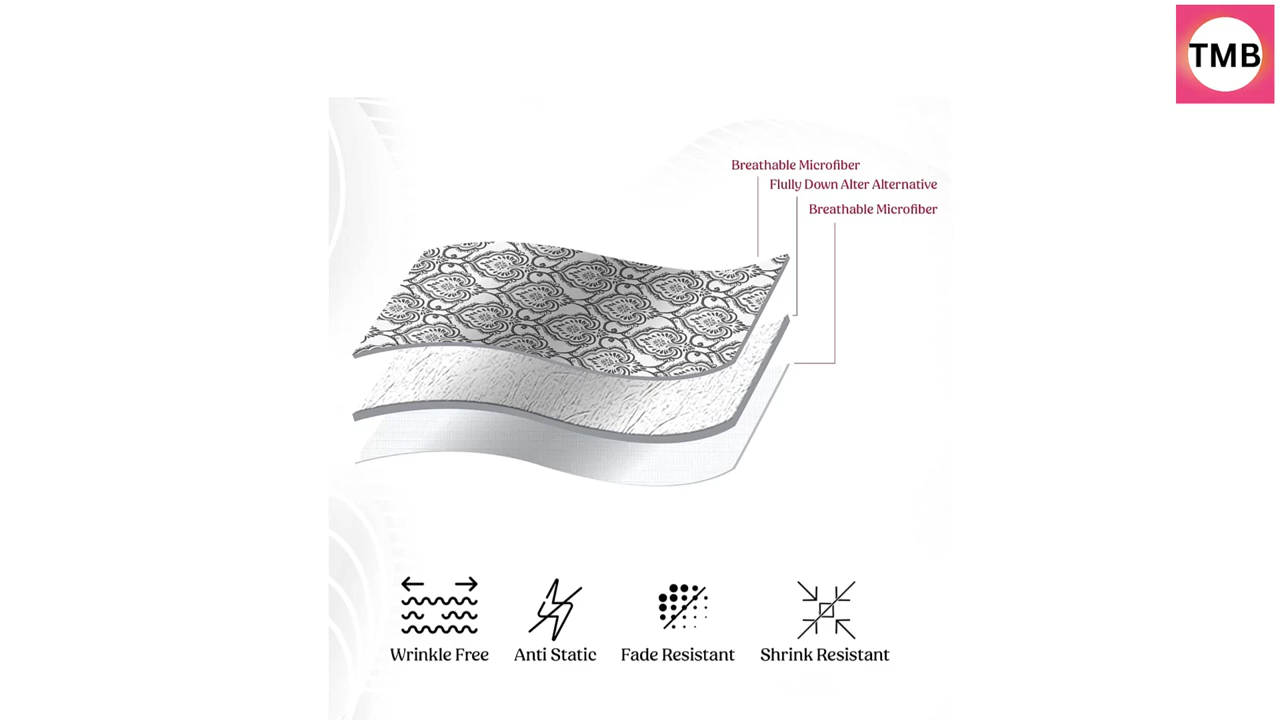 TMB
Breathable Microfiber
Flully Down Alter Alternative
Breathable Microfiber
Wrinkle Free
Anti Static
Fade Resistant
Shrink Resistant